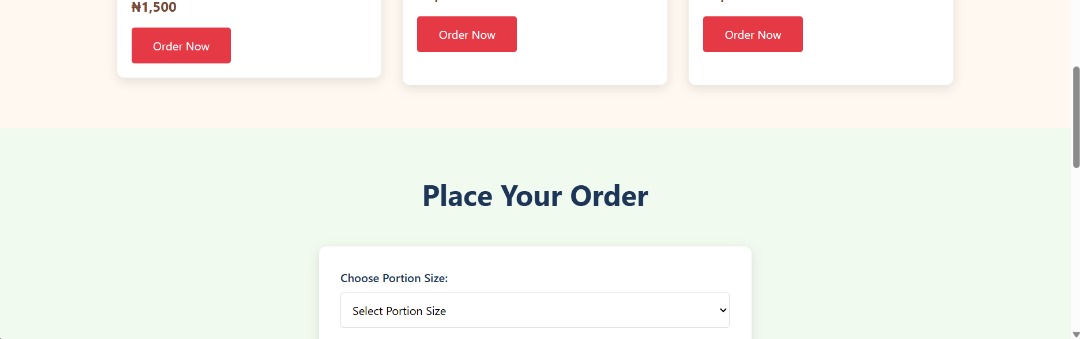 ₦1,500
Order Now
Order Now
Order Now
Place Your Order
Choose Portion Size:
Select Portion Size